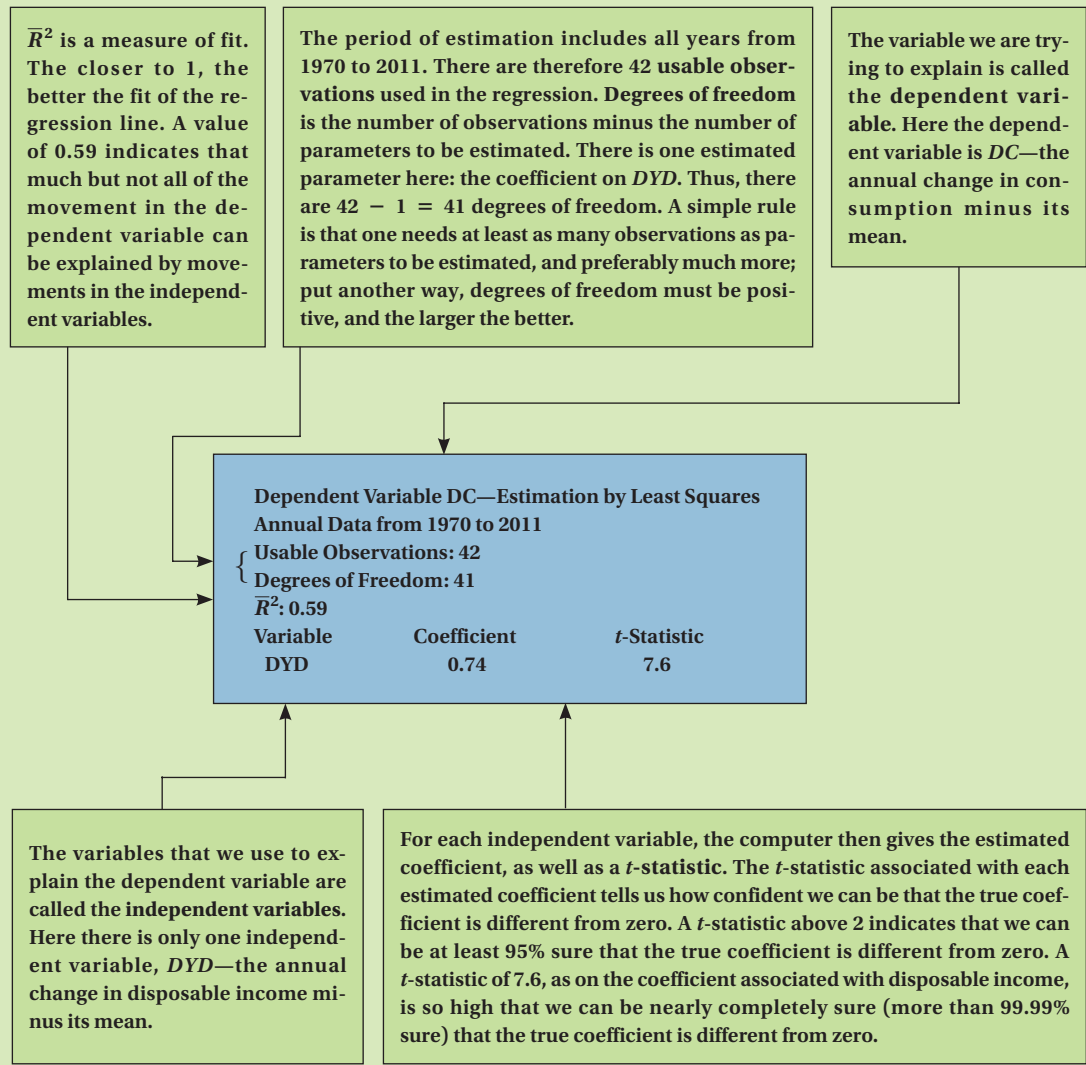 R̅² is a measure of fit.
The closer to 1, the
better the fit of the re-
gression line. A value
of 0.59 indicates that
much but not all of the
movement in the de-
pendent variable can
be explained by move-
ments in the independ-
ent variables.
The period of estimation includes all years from
1970 to 2011. There are therefore 42 usable obser-
vations used in the regression. Degrees of freedom
is the number of observations minus the number of
parameters to be estimated. There is one estimated
parameter here: the coefficient on DYD. Thus, there
are 42 − 1 = 41 degrees of freedom. A simple rule
is that one needs at least as many observations as pa-
rameters to be estimated, and preferably much more;
put another way, degrees of freedom must be posi-
tive, and the larger the better.
The variable we are try-
ing to explain is called
the dependent vari-
able. Here the depend-
ent variable is DC—the
annual change in con-
sumption minus its
mean.
Dependent Variable DC—Estimation by Least Squares
Annual Data from 1970 to 2011
{ Usable Observations: 42
Degrees of Freedom: 41
R̅²: 0.59
Variable Coefficient t-Statistic
DYD 0.74 7.6
The variables that we use to ex-
plain the dependent variable are
called the independent variables.
Here there is only one independ-
ent variable, DYD—the annual
change in disposable income mi-
nus its mean.
For each independent variable, the computer then gives the estimated
coefficient, as well as a t-statistic. The t-statistic associated with each
estimated coefficient tells us how confident we can be that the true coef-
ficient is different from zero. A t-statistic above 2 indicates that we can
be at least 95% sure that the true coefficient is different from zero. A
t-statistic of 7.6, as on the coefficient associated with disposable income,
is so high that we can be nearly completely sure (more than 99.99%
sure) that the true coefficient is different from zero.